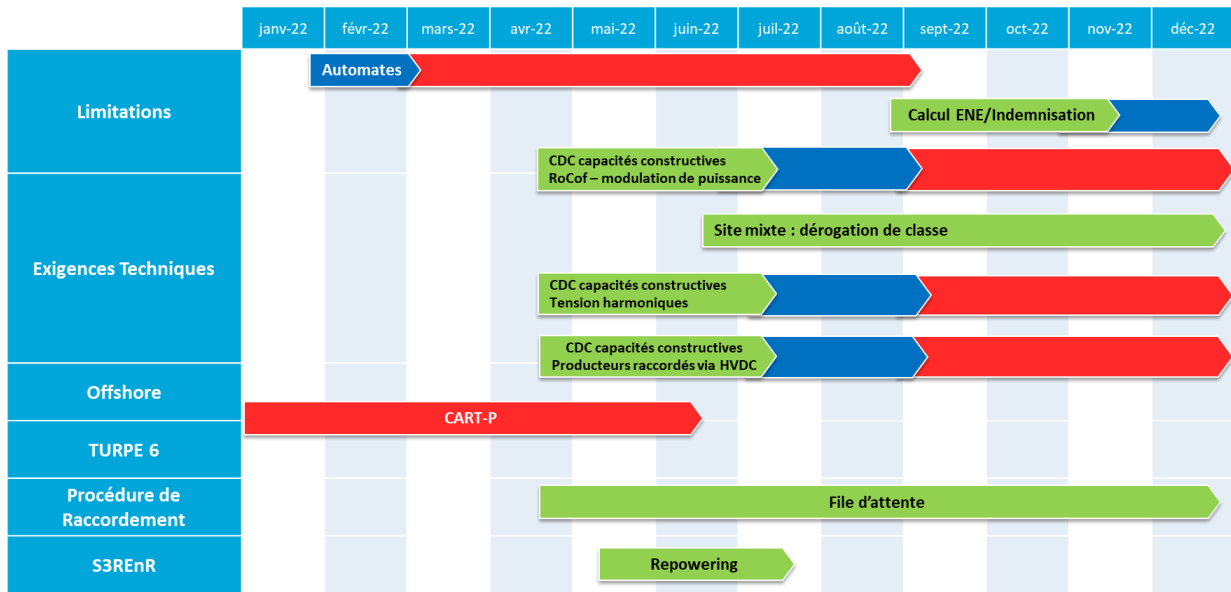 janv-22 févr-22 mars-22 avr-22 mai-22 juin-22 juil-22 août-22 sept-22 oct-22 nov-22 déc-22
Limitations
Automates
Calcul ENE/Indemnisation
CDC capacités constructives
RoCof – modulation de puissance
Exigences Techniques
Site mixte : dérogation de classe
CDC capacités constructives
Tension harmoniques
CDC capacités constructives
Producteurs raccordés via HVDC
Offshore
CART-P
TURPE 6
Procédure de
Raccordement
File d'attente
S3REnR
Repowering